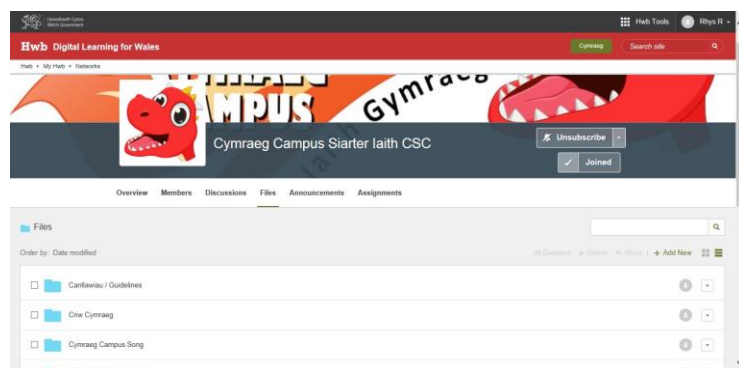 Llywodraeth Cymru
Welsh Government
Hwb Tools
Rhys R
Hwb Digital Learning for Wales
Cymraeg
Search site
Hwb • My Hwb • Networks
CAMPUS
Gymraeg
Iaith
Cymraeg Campus Siarter Iaith CSC
Unsubscribe
Joined
Overview Members Discussions Files Announcements Assignments
Files
Order by: Date modified
Delete
Move
+ Add New
Canllawiau / Guidelines
Criw Cymraeg
Cymraeg Campus Song